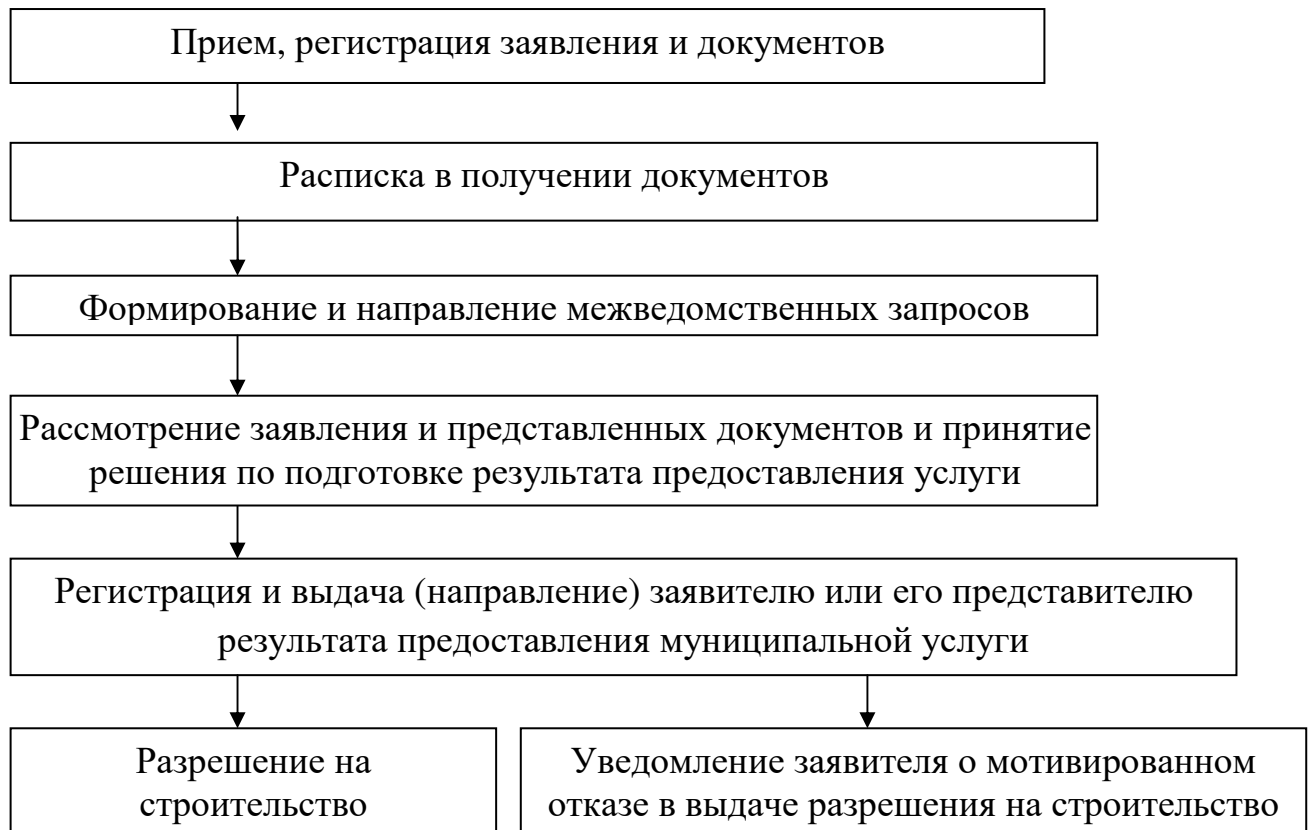 Прием, регистрация заявления и документов
Расписка в получении документов
Формирование и направление межведомственных запросов
Рассмотрение заявления и представленных документов и принятие
решения по подготовке результата предоставления услуги
Регистрация и выдача (направление) заявителю или его представителю
результата предоставления муниципальной услуги
Разрешение на
строительство
Уведомление заявителя о мотивированном
отказе в выдаче разрешения на строительство